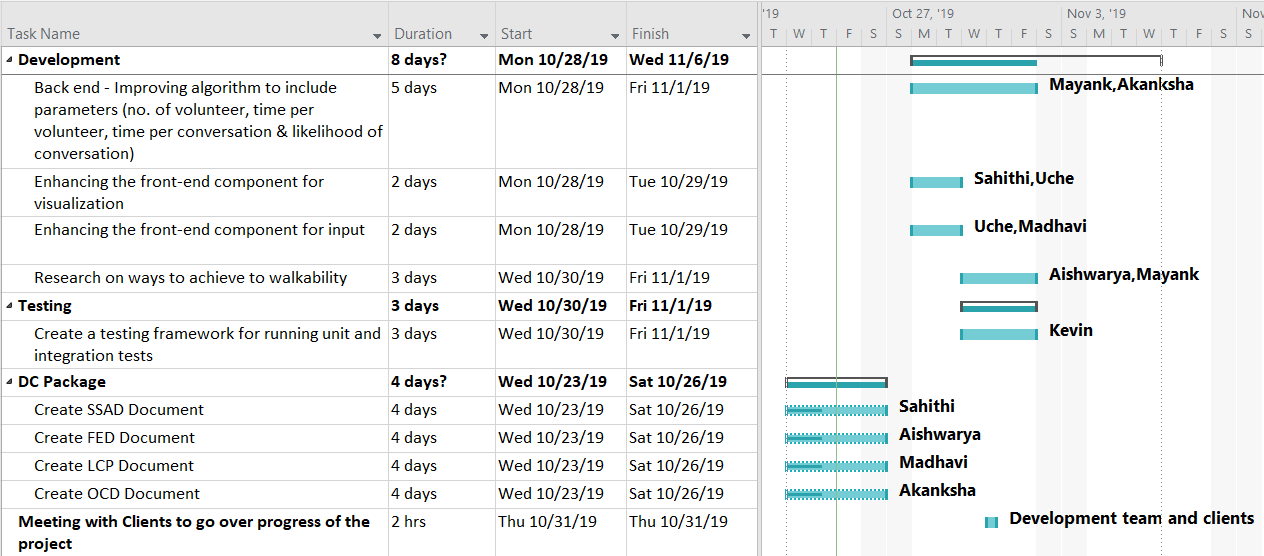 '19 Oct 27, '19 Nov 3, '19 Nov
Task Name Duration Start Finish T W T F S S M T W T F S S M T W T F S S
Development 8 days? Mon 10/28/19 Wed 11/6/19
Back end - Improving algorithm to include 5 days Mon 10/28/19 Fri 11/1/19 Mayank,Akanksha
parameters (no. of volunteer, time per
volunteer, time per conversation & likelihood of
conversation)
Enhancing the front-end component for 2 days Mon 10/28/19 Tue 10/29/19 Sahithi,Uche
visualization
Enhancing the front-end component for input 2 days Mon 10/28/19 Tue 10/29/19 Uche,Madhavi
Research on ways to achieve to walkability 3 days Wed 10/30/19 Fri 11/1/19 Aishwarya,Mayank
Testing 3 days Wed 10/30/19 Fri 11/1/19
Create a testing framework for running unit and 3 days Wed 10/30/19 Fri 11/1/19 Kevin
integration tests
DC Package 4 days? Wed 10/23/19 Sat 10/26/19
Create SSAD Document 4 days Wed 10/23/19 Sat 10/26/19 Sahithi
Create FED Document 4 days Wed 10/23/19 Sat 10/26/19 Aishwarya
Create LCP Document 4 days Wed 10/23/19 Sat 10/26/19 Madhavi
Create OCD Document 4 days Wed 10/23/19 Sat 10/26/19 Akanksha
Meeting with Clients to go over progress of the 2 hrs Thu 10/31/19 Thu 10/31/19 Development team and clients
project